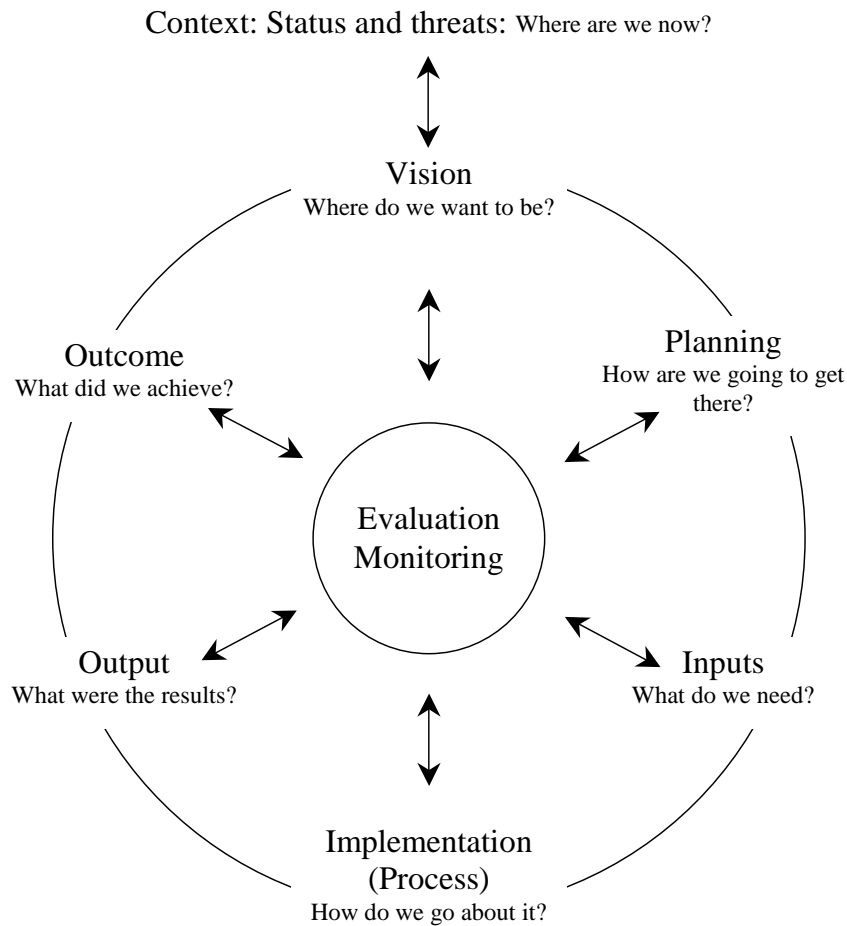 Context: Status and threats: Where are we now?
Vision
Where do we want to be?
Outcome
What did we achieve?
Planning
How are we going to get
there?
Evaluation
Monitoring
Output
What were the results?
Inputs
What do we need?
Implementation
(Process)
How do we go about it?